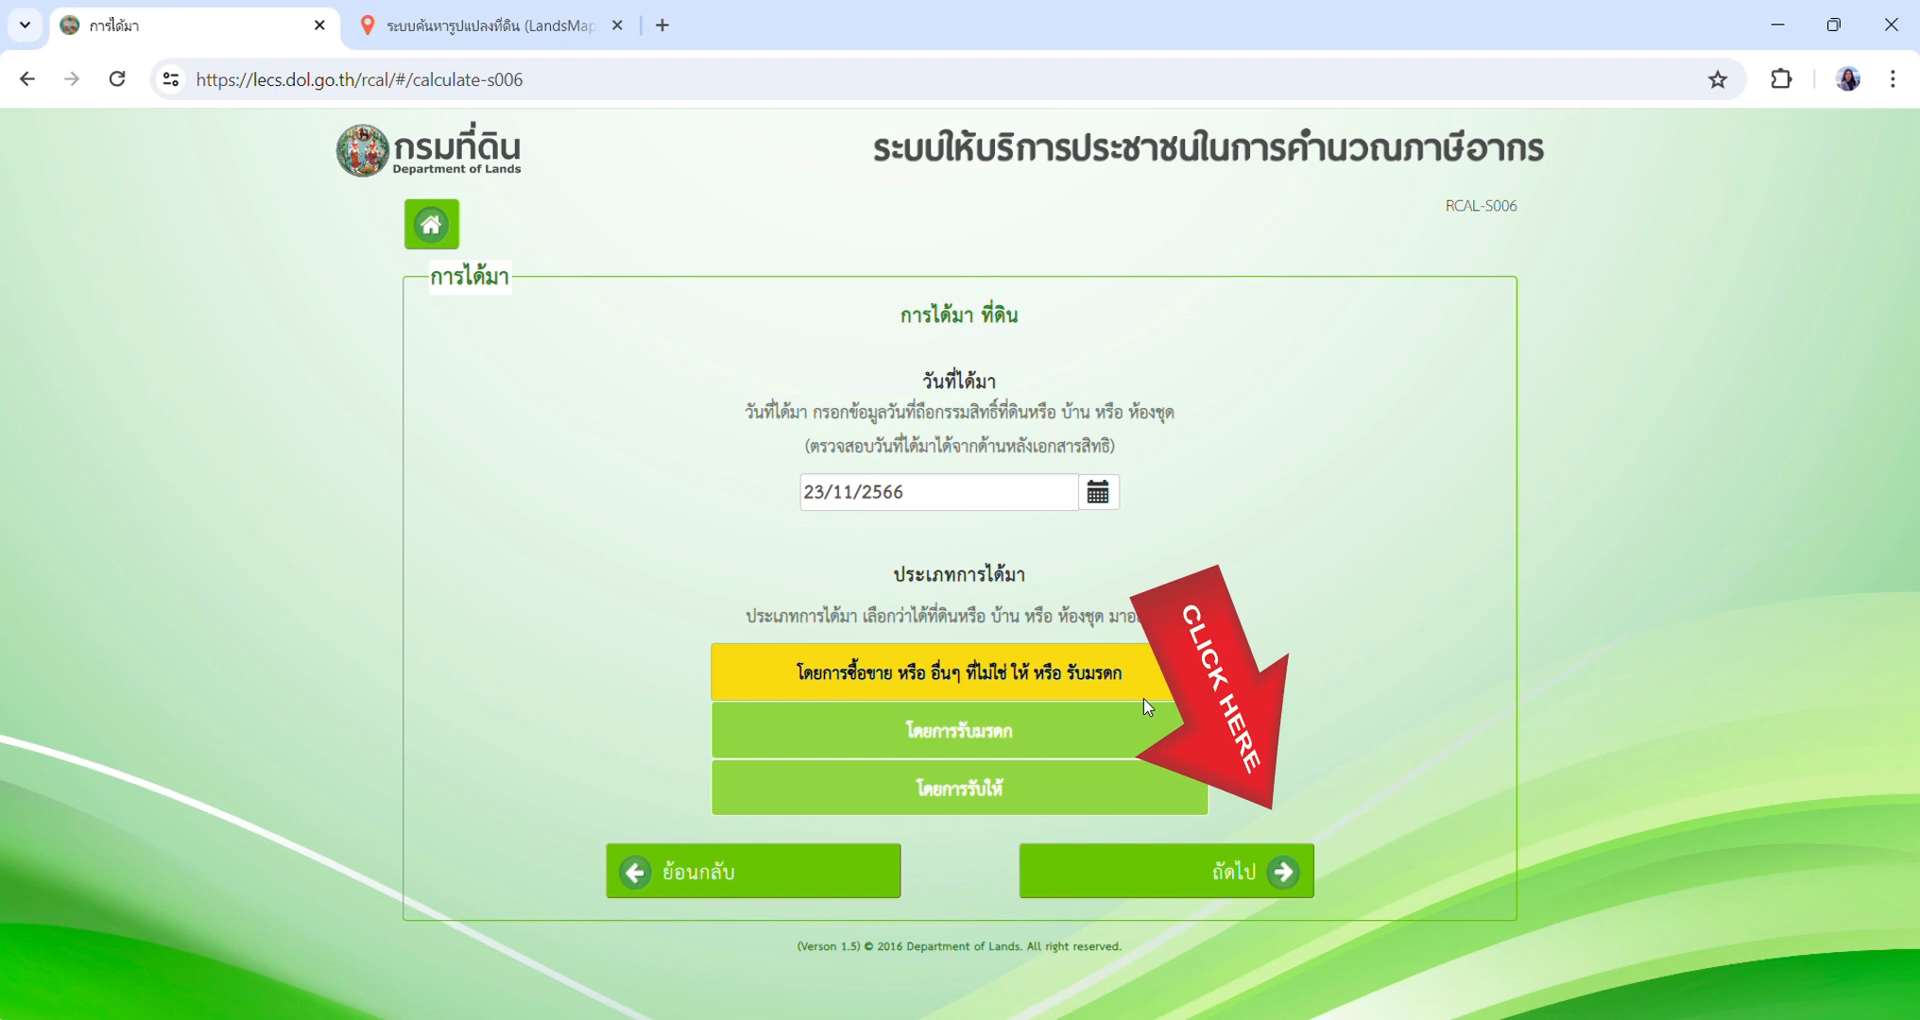 การได้มา
ระบบค้นหารูปแปลงที่ดิน (LandsMap
https://lecs.dol.go.th/rcal/#/calculate-s006
กรมที่ดิน
Department of Lands
ระบบให้บริการประชาชนในการคำนวณภาษีอากร
RCAL-S006
การได้มา
การได้มา ที่ดิน
วันที่ได้มา
วันที่ได้มา กรอกข้อมูลวันที่ถือกรรมสิทธิ์ที่ดินหรือ บ้าน หรือ ห้องชุด
(ตรวจสอบวันที่ได้มาได้จากด้านหลังเอกสารสิทธิ)
23/11/2566
ประเภทการได้มา
ประเภทการได้มา เลือกว่าได้ที่ดินหรือ บ้าน หรือ ห้องชุด
CLICK HERE
โดยการซื้อขาย หรือ อื่นๆ ที่ไม่ใช่ ให้ หรือ รับมรดก
โดยการรับมรดก
โดยการรับให้
ย้อนกลับ
ถัดไป
(Verson 1.5) © 2016 Department of Lands. All right reserved.